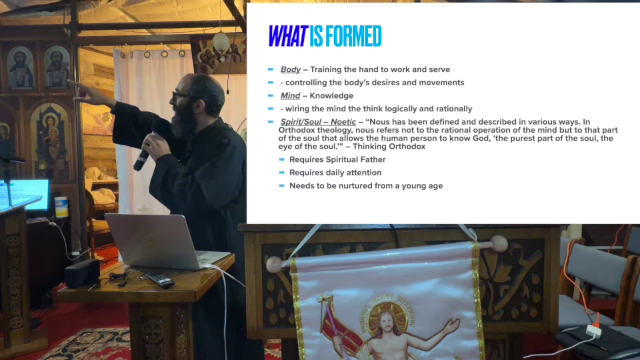 WHAT IS FORMED
Body – Training the hand to work and serve
- controlling the body's desires and movements
Mind – Knowledge
- wiring the mind the think logically and rationally
Spirit/Soul – Noetic – “Nous has been defined and described in various ways. In
Orthodox theology, nous refers not to the rational operation of the mind but to that part
of the soul that allows the human person to know God, ‘the purest part of the soul, the
eye of the soul.’” – Thinking Orthodox
Requires Spiritual Father
Requires daily attention
Needs to be nurtured from a young age